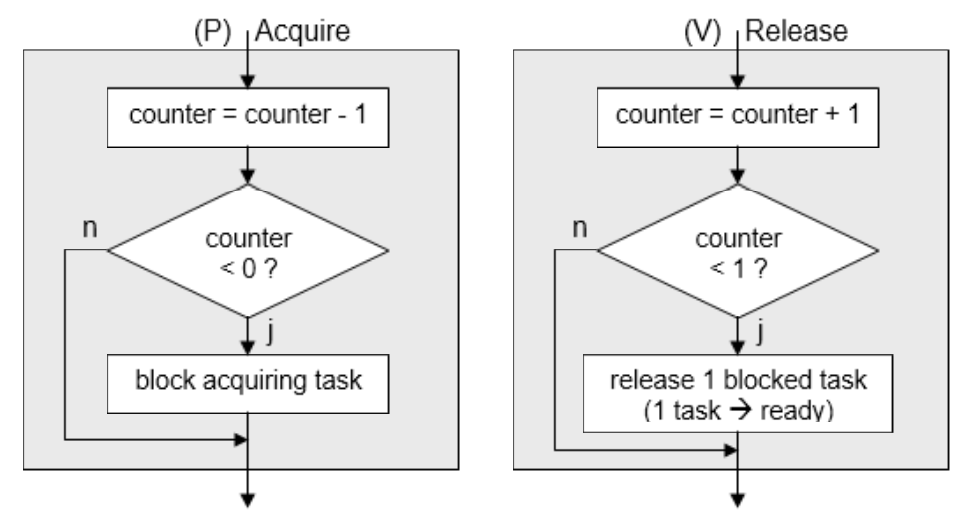 (P) Acquire
counter = counter - 1
n
counter
< 0 ?
j
block acquiring task
(V) Release
counter = counter + 1
n
counter
< 1 ?
j
release 1 blocked task
(1 task → ready)